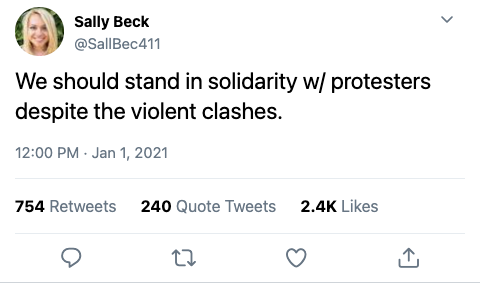 Sally Beck
@SallBec411
We should stand in solidarity w/ protesters
despite the violent clashes.
12:00 PM · Jan 1, 2021
754 Retweets 240 Quote Tweets 2.4K Likes